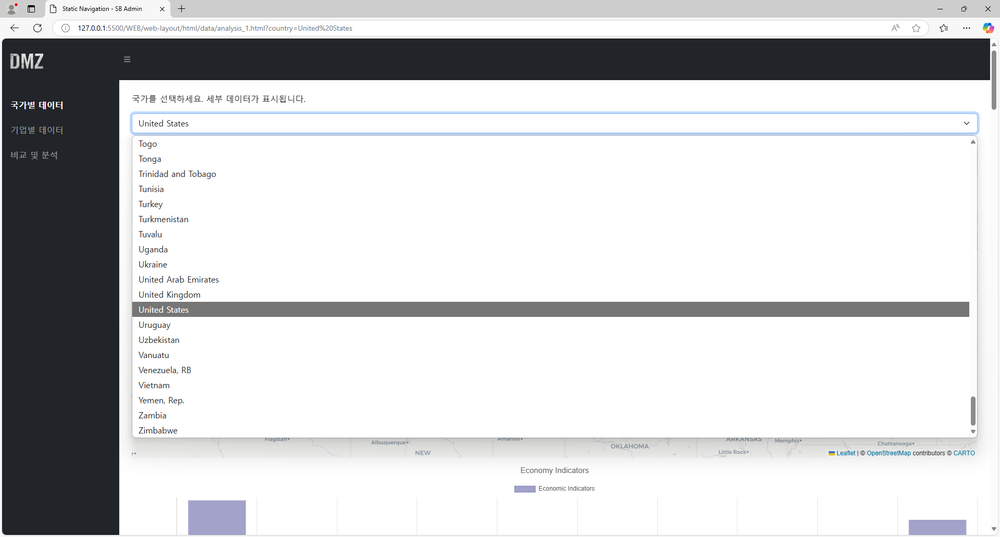 Static Navigation - SB Admin
127.0.0.1:5500/WEB/web-layout/html/data/analysis_1.html?country=United%20States
DMZ
국가별 데이터
기업별 데이터
비교 및 분석
국가를 선택하세요. 세부 데이터가 표시됩니다.
United States
Togo
Tonga
Trinidad and Tobago
Tunisia
Turkey
Turkmenistan
Tuvalu
Uganda
Ukraine
United Arab Emirates
United Kingdom
United States
Uruguay
Uzbekistan
Vanuatu
Venezuela, RB
Vietnam
Yemen, Rep.
Zambia
Zimbabwe
Flagstaff
Albuquerque
Amarillo
ARKANSAS
Memphis
Chattanooga
OKLAHOMA
NEW
Little Rock
Leaflet | © OpenStreetMap contributors © CARTO
Economy Indicators
Economic Indicators